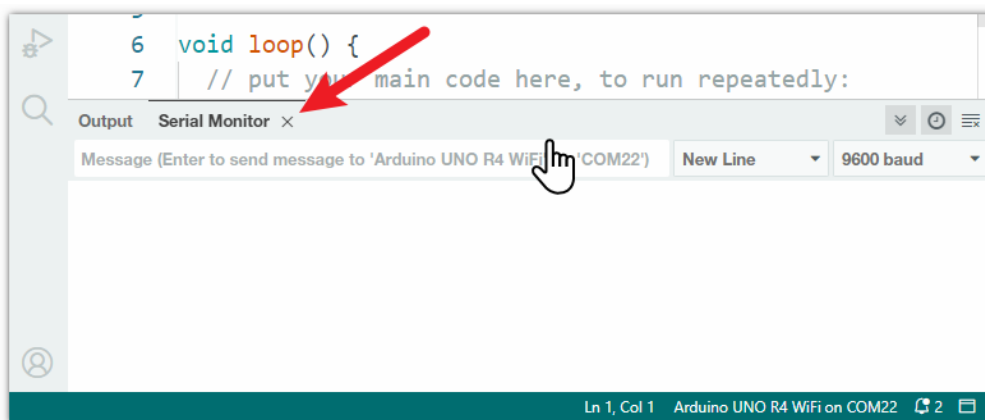 6 void loop() {
7 // put your main code here, to run repeatedly:
Output Serial Monitor ×
Message (Enter to send message to 'Arduino UNO R4 WiFi 'COM22') New Line 9600 baud
Ln 1, Col 1 Arduino UNO R4 WiFi on COM22 2